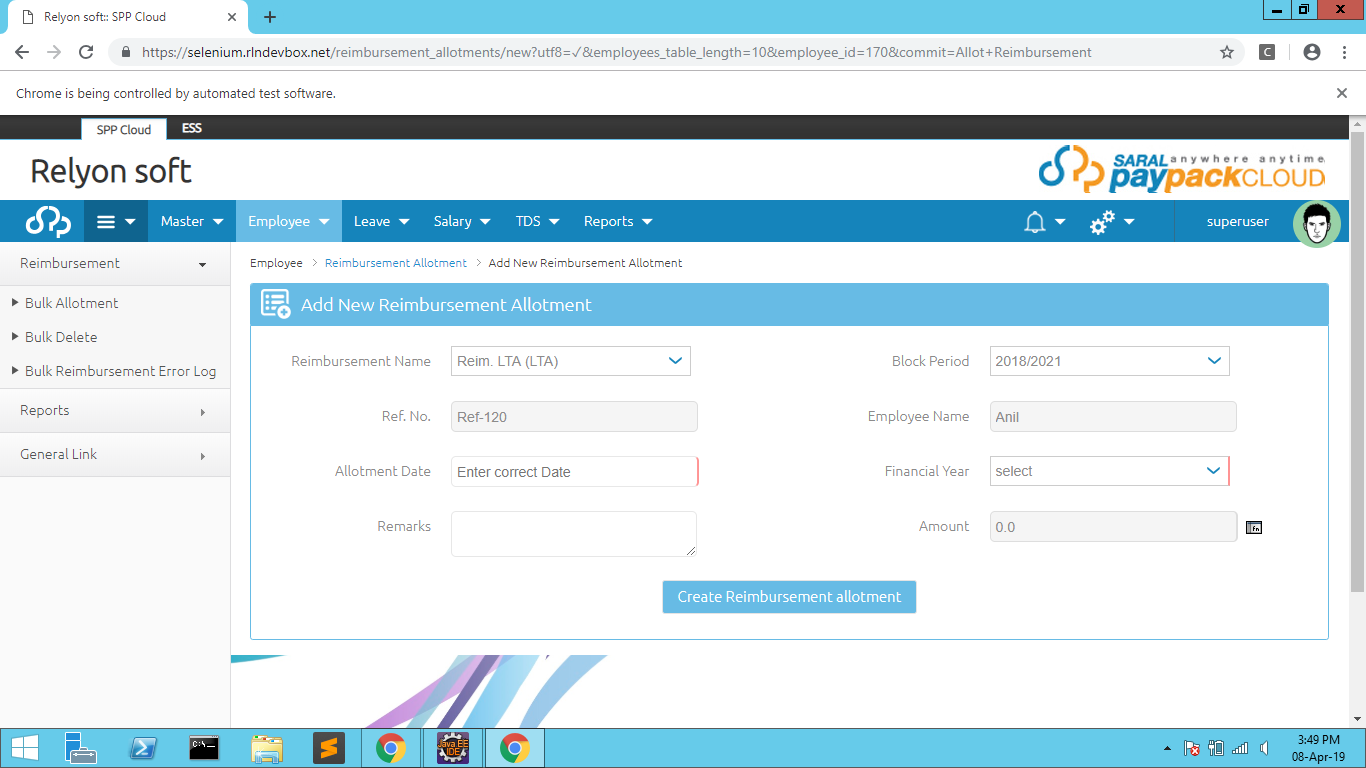 Relyon soft:: SPP Cloud
https://selenium.rlndevbox.net/reimbursement_allotments/new?utf8=✓&employees_table_length=10&employee_id=170&commit=Allot+Reimbursement
C
Chrome is being controlled by automated test software.
SPP Cloud ESS
Relyon soft
SARAL anywhere anytime
paypackCLOUD
Master Employee Leave Salary TDS Reports superuser
Reimbursement
Bulk Allotment
Bulk Delete
Bulk Reimbursement Error Log
Reports
General Link
Employee > Reimbursement Allotment > Add New Reimbursement Allotment
Add New Reimbursement Allotment
Reimbursement Name Reim. LTA (LTA) Block Period 2018/2021
Ref. No. Ref-120 Employee Name Anil
Allotment Date Enter correct Date Financial Year select
Remarks Amount 0.0 fn
Create Reimbursement allotment
C:\_
Java EE
IDE
3:49 PM
08-Apr-19